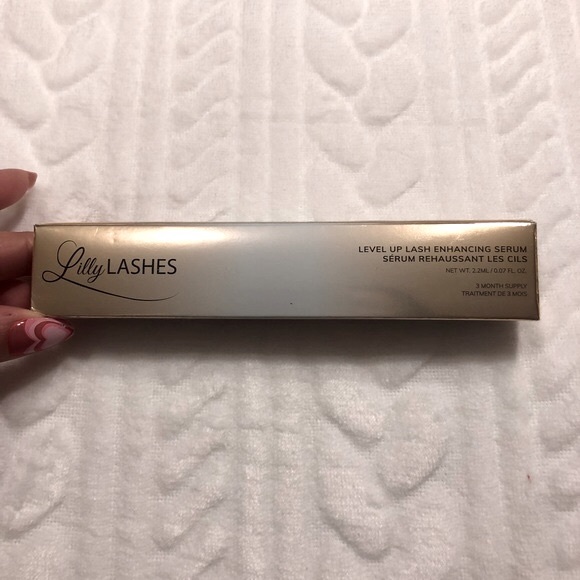 Lilly LASHES
LEVEL UP LASH ENHANCING SERUM
SÉRUM REHAUSSANT LES CILS
NET WT. 2.2ML / 0.07 FL. OZ.
3 MONTH SUPPLY
TRAITMENT DE 3 MOIS